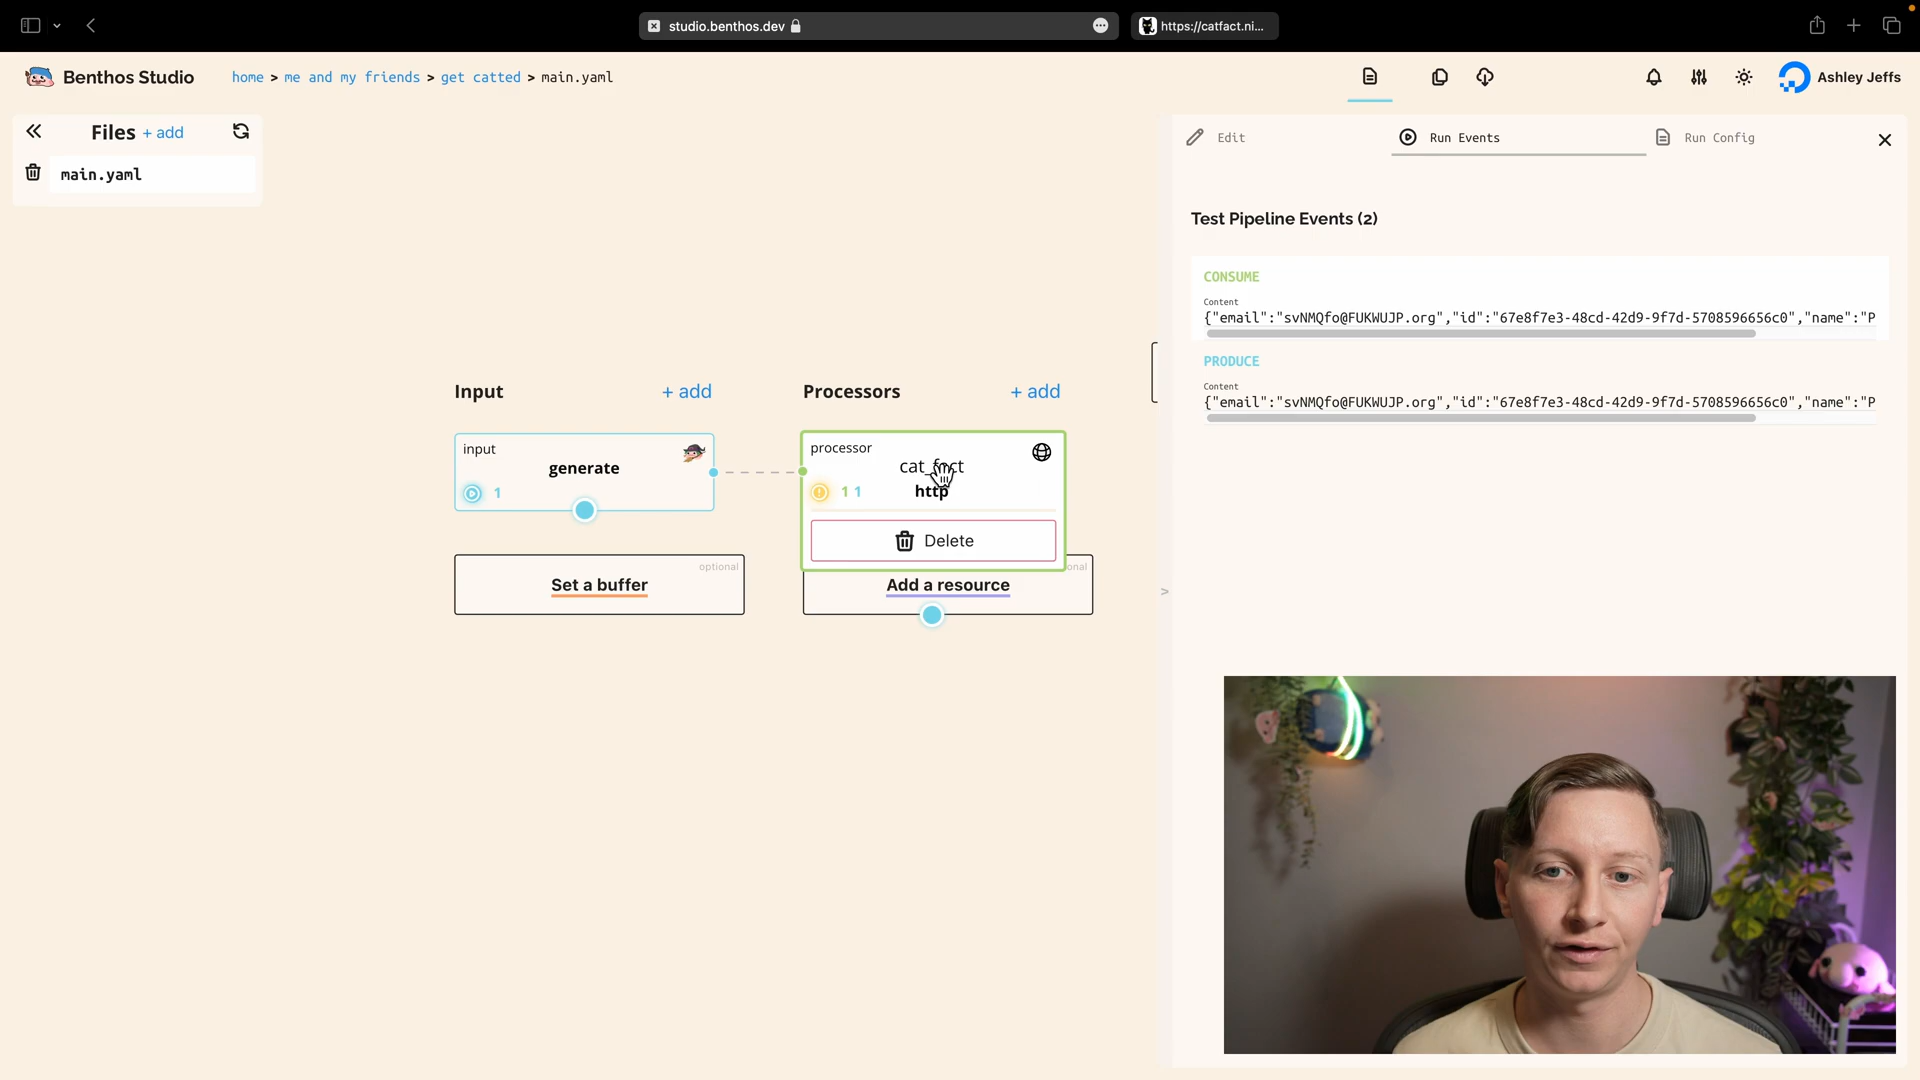 studio.benthos.dev
https://catfact.ni...
Benthos Studio
home > me and my friends > get catted > main.yaml
Ashley Jeffs
Files + add
main.yaml
Edit
Run Events
Run Config
Test Pipeline Events (2)
CONSUME
Content
{"email":"svNMQfo@FUKWUJP.org","id":"67e8f7e3-48cd-42d9-9f7d-5708596656c0","name":"P
PRODUCE
Content
{"email":"svNMQfo@FUKWUJP.org","id":"67e8f7e3-48cd-42d9-9f7d-5708596656c0","name":"P
Input
+ add
Processors
+ add
input
generate
1
processor
cat_fact
1 1
http
Delete
optional
Set a buffer
onal
Add a resource
>